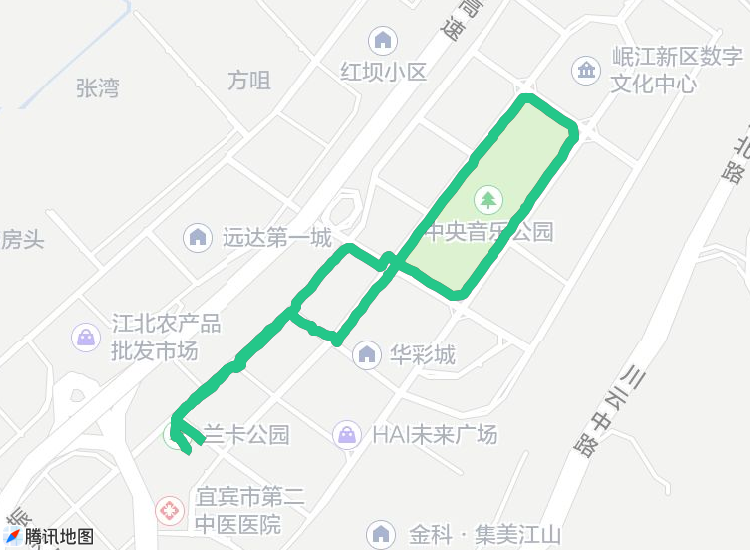 高速
红坝小区
岷江新区数字
文化中心
张湾
方咀
北路
房头
远达第一城
中央音乐公园
江北农产品
批发市场
华彩城
川云中路
兰卡公园
HAI未来广场
宜宾市第二
中医医院
振
金科·集美江山
腾讯地图